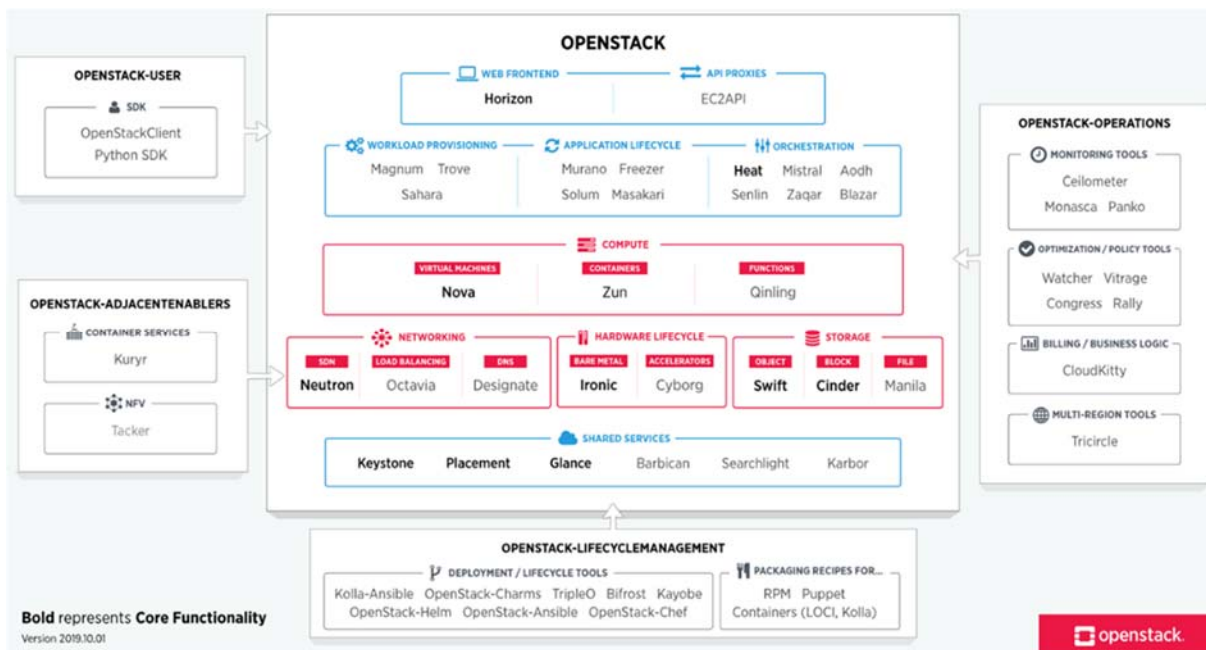 OPENSTACK
WEB FRONTEND
Horizon
API PROXIES
EC2API
WORKLOAD PROVISIONING
Magnum Trove
Sahara
APPLICATION LIFECYCLE
Murano Freezer
Solum Masakari
ORCHESTRATION
Heat Mistral Aodh
Senlin Zaqar Blazar
COMPUTE
VIRTUAL MACHINES
Nova
CONTAINERS
Zun
FUNCTIONS
Qinling
NETWORKING
SDN
Neutron
LOAD BALANCING
Octavia
DNS
Designate
HARDWARE LIFECYCLE
BARE METAL
Ironic
ACCELERATORS
Cyborg
STORAGE
OBJECT
Swift
BLOCK
Cinder
FILE
Manila
SHARED SERVICES
Keystone Placement Glance Barbican Searchlight Karbor
OPENSTACK-USER
SDK
OpenStackClient
Python SDK
OPENSTACK-ADJACENTENABLERS
CONTAINER SERVICES
Kuryr
NFV
Tacker
OPENSTACK-OPERATIONS
MONITORING TOOLS
Ceilometer
Monasca Panko
OPTIMIZATION / POLICY TOOLS
Watcher Vitrage
Congress Rally
BILLING / BUSINESS LOGIC
CloudKitty
MULTI-REGION TOOLS
Tricircle
OPENSTACK-LIFECYCLEMANAGEMENT
DEPLOYMENT / LIFECYCLE TOOLS
Kolla-Ansible OpenStack-Charms TripleO Bifrost Kayobe
OpenStack-Helm OpenStack-Ansible OpenStack-Chef
PACKAGING RECIPES FOR...
RPM Puppet
Containers (LOCI, Kolla)
Bold represents Core Functionality
Version 2019.10.01
openstack.